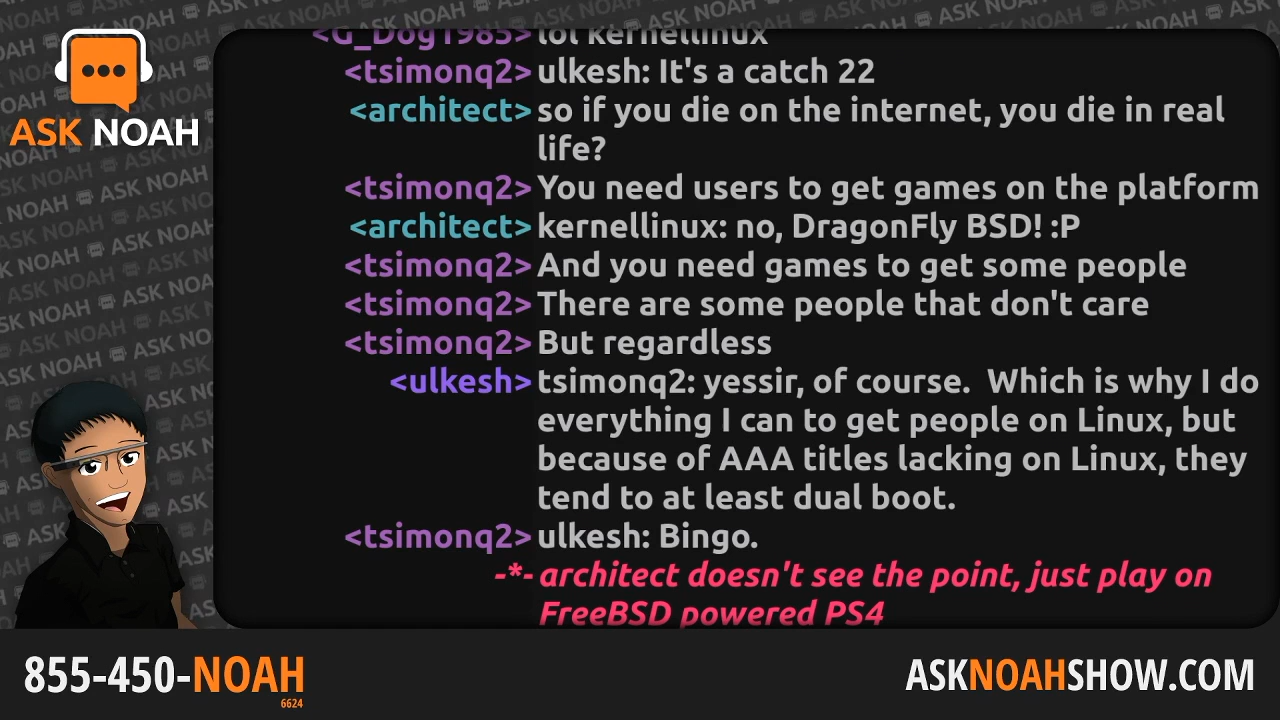 ASK NOAH
<G_Dog1985> lol kernellinux
<tsimonq2> ulkesh: It's a catch 22
<architect> so if you die on the internet, you die in real
life?
<tsimonq2> You need users to get games on the platform
<architect> kernellinux: no, DragonFly BSD! :P
<tsimonq2> And you need games to get some people
<tsimonq2> There are some people that don't care
<tsimonq2> But regardless
<ulkesh> tsimonq2: yessir, of course.  Which is why I do
everything I can to get people on Linux, but
because of AAA titles lacking on Linux, they
tend to at least dual boot.
<tsimonq2> ulkesh: Bingo.
-*- architect doesn't see the point, just play on
FreeBSD powered PS4
855-450-NOAH
6624
ASKNOAHSHOW.COM